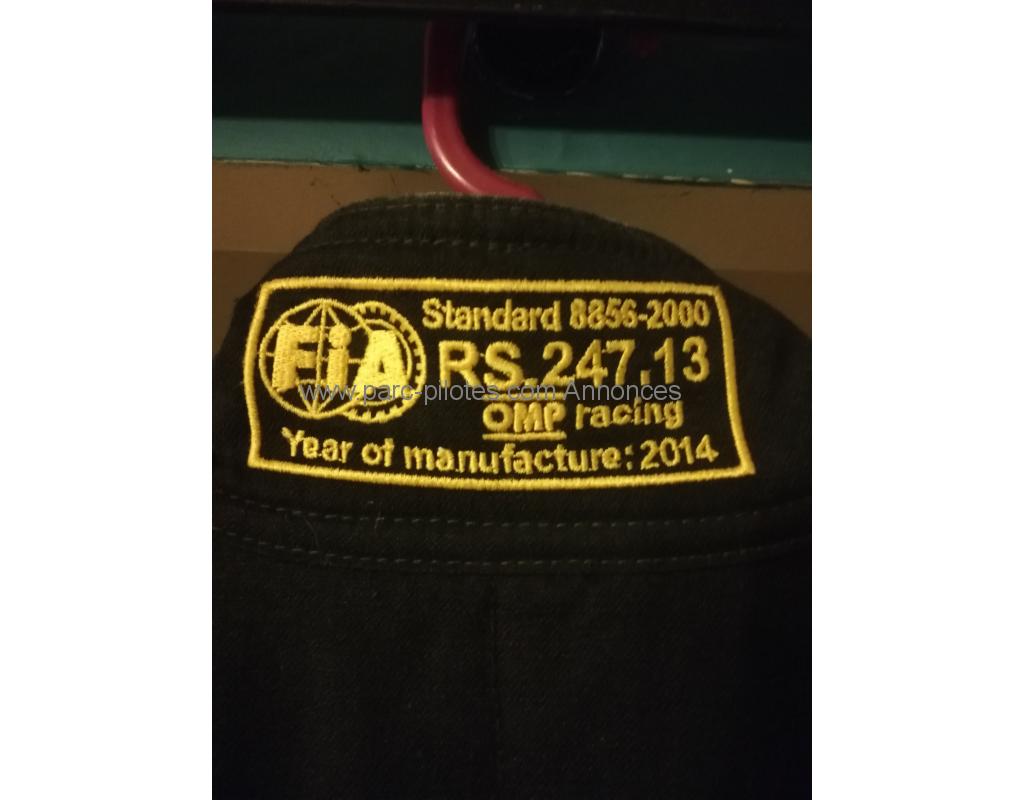 FiA
Standard 8856-2000
RS.247.13
www.parc-pilotes.com Annonces
OMP racing
Year of manufacture: 2014